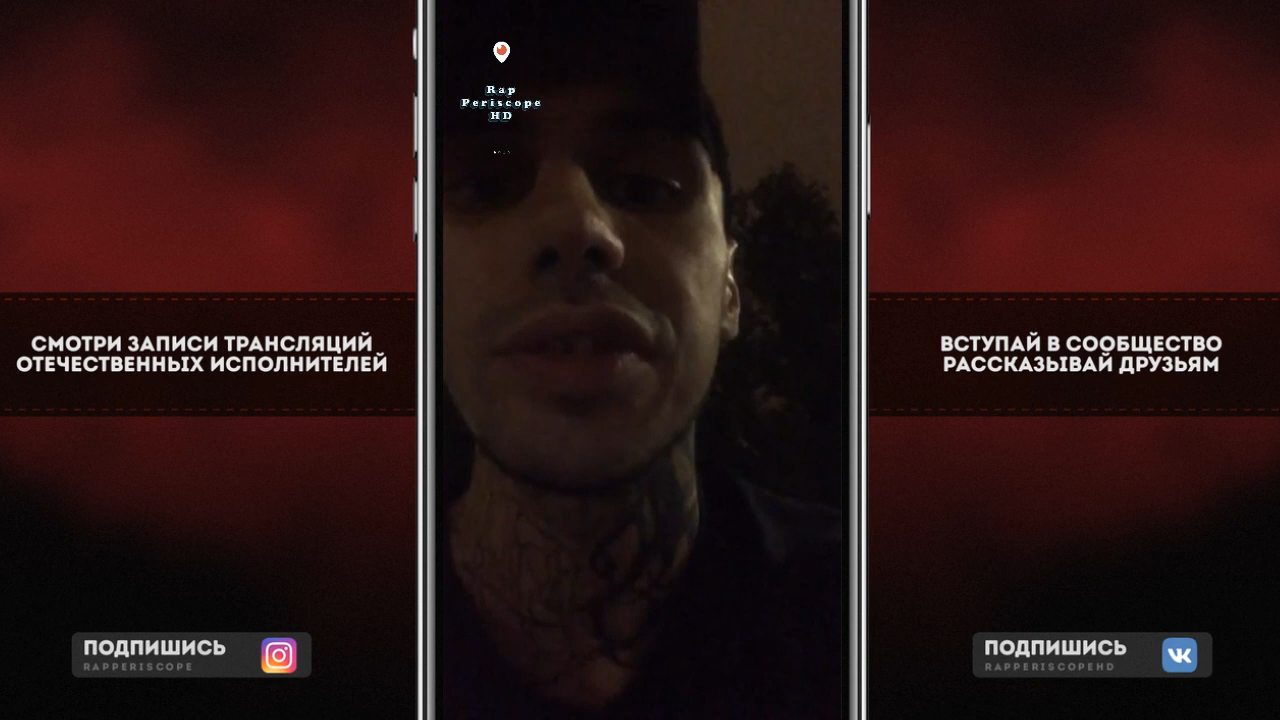 Rap
Periscope
HD
СМОТРИ ЗАПИСИ ТРАНСЛЯЦИЙ
ОТЕЧЕСТВЕННЫХ ИСПОЛНИТЕЛЕЙ
ВСТУПАЙ В СООБЩЕСТВО
РАССКАЗЫВАЙ ДРУЗЬЯМ
ПОДПИШИСЬ
RAPPERISCOPE
ПОДПИШИСЬ
RAPPERISCOPEHD